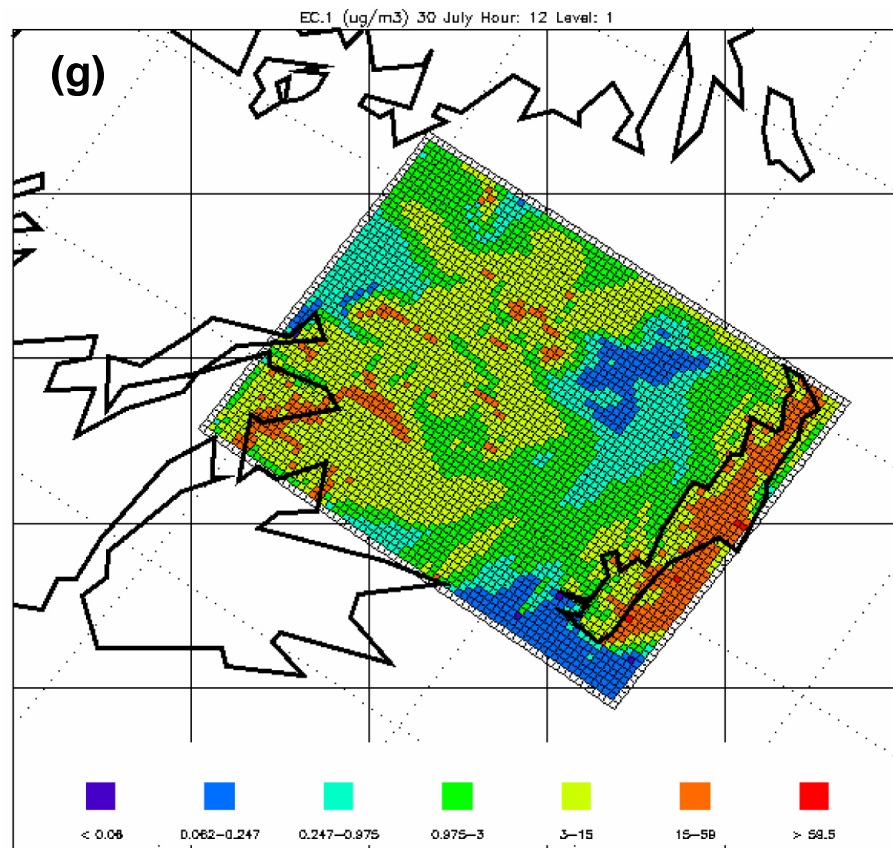 EC.1 (ug/m3) 30 July Hour: 12 Level: 1
(g)
< 0.06 0.062–0.247 0.247–0.975 0.975–3 3–15 15–59 > 59.5